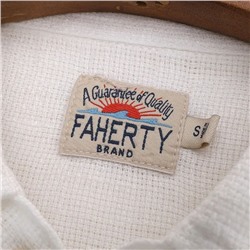 A Guarantee of Quality
FAHERTY
BRAND
S